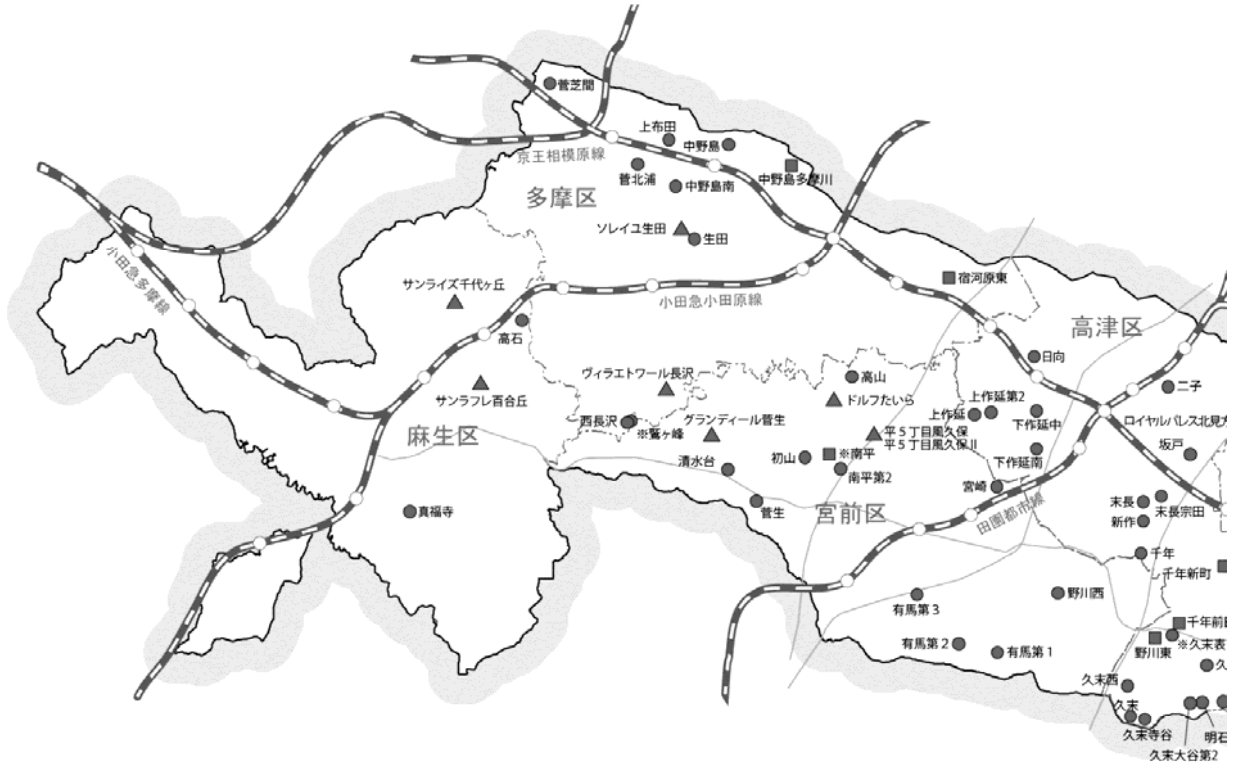 菅芝間
上布田
中野島
京王相模原線
菅北浦
中野島多摩川
中野島南
多摩区
ソレイユ生田
生田
小田急多摩線
宿河原東
サンライズ千代ヶ丘
小田急小田原線
高石
高津区
日向
ヴィラエトワール長沢
高山
二子
サンラフレ百合丘
ドルフたいら
上作延第2
上作延
下作延中
ロイヤルパレス北見方
西長沢
※鷲ヶ峰
グランディール菅生
平5丁目風久保
平5丁目風久保Ⅱ
麻生区
坂戸
清水台
初山
※南平
下作延南
南平第2
宮崎
真福寺
菅生
宮前区
田園都市線
末長
末長宗田
新作
千年
千年新町
有馬第3
野川西
千年前田
有馬第2
有馬第1
野川東
※久末表
久末西
久
久末
久末寺谷
久末大谷第2
明石